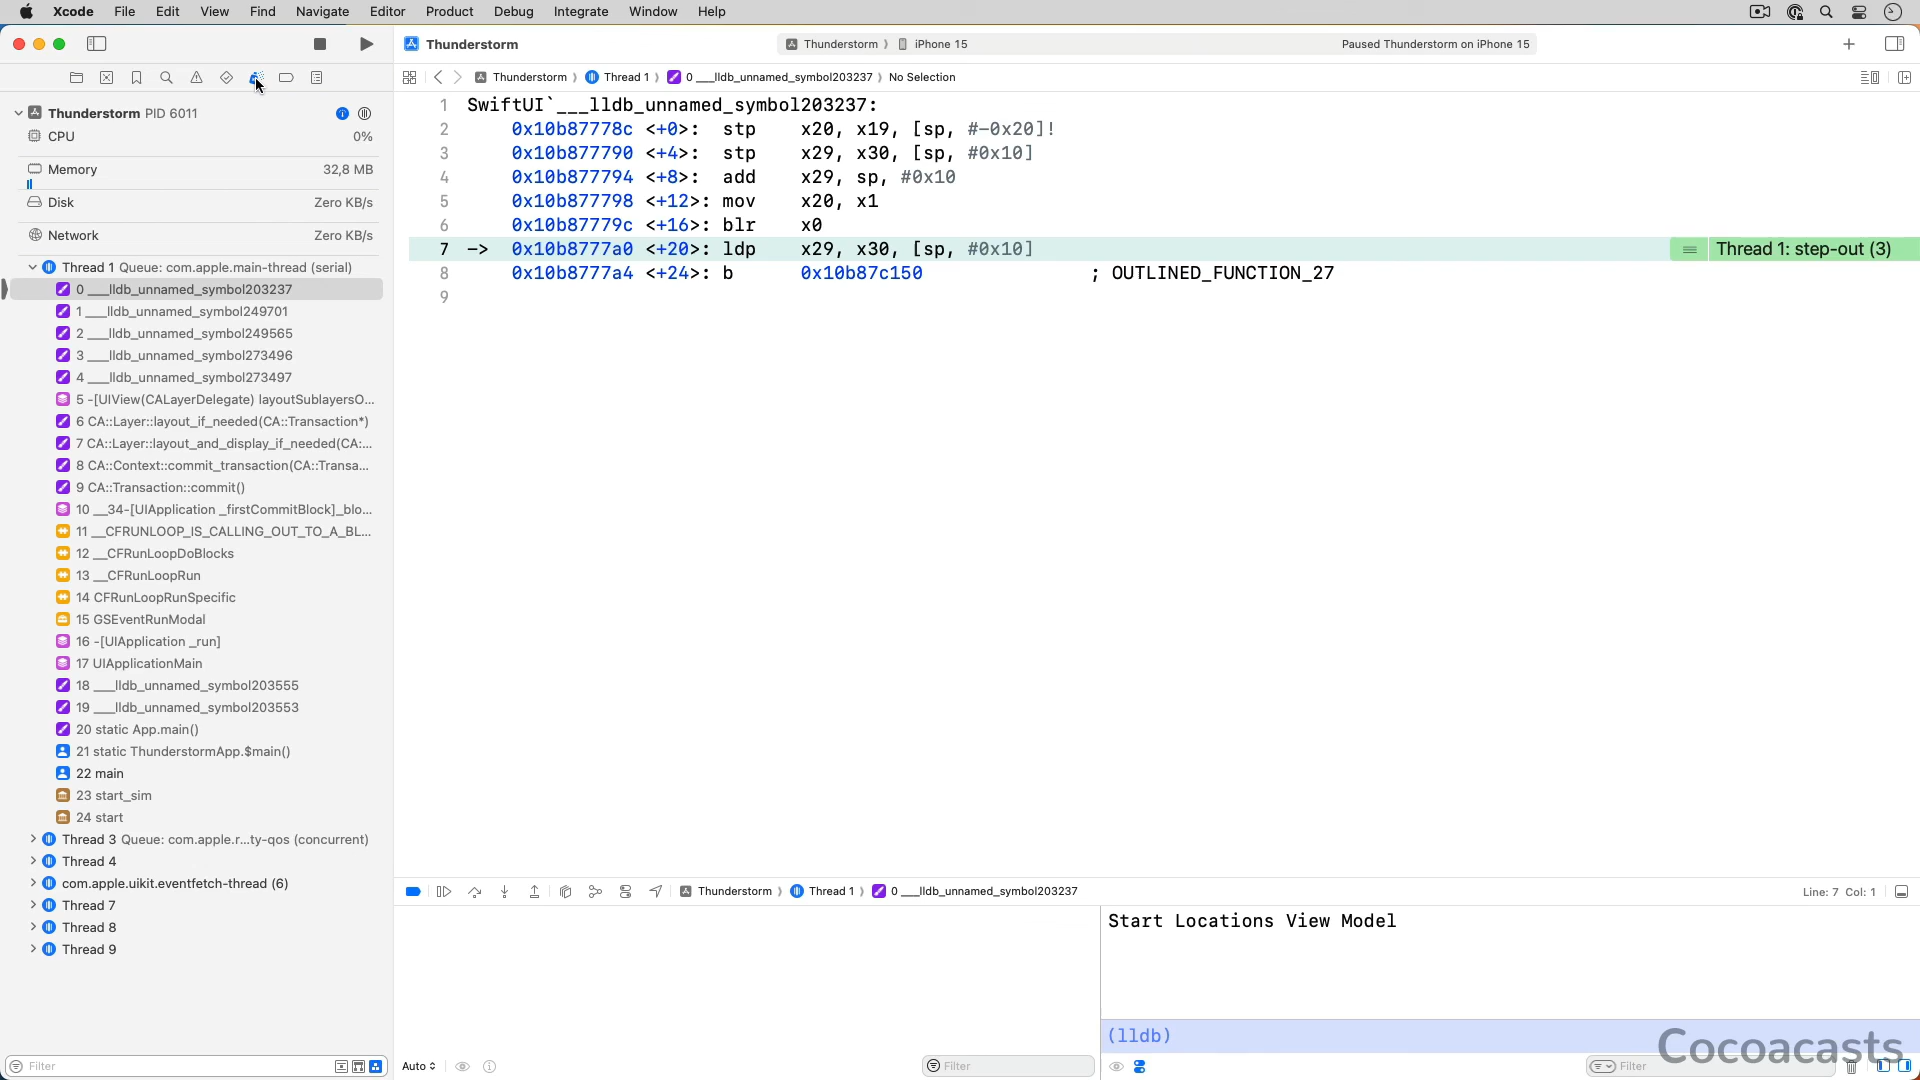 Xcode File Edit View Find Navigate Editor Product Debug Integrate Window Help
Thunderstorm
Thunderstorm iPhone 15
Paused Thunderstorm on iPhone 15
Thunderstorm Thread 1 0 ___lldb_unnamed_symbol203237 No Selection
Thunderstorm PID 6011
CPU 0%
Memory 32,8 MB
Disk Zero KB/s
Network Zero KB/s
Thread 1 Queue: com.apple.main-thread (serial)
0 ___lldb_unnamed_symbol203237
1 ___lldb_unnamed_symbol249701
2 ___lldb_unnamed_symbol249565
3 ___lldb_unnamed_symbol273496
4 ___lldb_unnamed_symbol273497
5 -[UIView(CALayerDelegate) layoutSublayersO...
6 CA::Layer::layout_if_needed(CA::Transaction*)
7 CA::Layer::layout_and_display_if_needed(CA:...
8 CA::Context::commit_transaction(CA::Transa...
9 CA::Transaction::commit()
10 __34-[UIApplication _firstCommitBlock]_blo...
11 __CFRUNLOOP_IS_CALLING_OUT_TO_A_BL...
12 __CFRunLoopDoBlocks
13 __CFRunLoopRun
14 CFRunLoopRunSpecific
15 GSEventRunModal
16 -[UIApplication _run]
17 UIApplicationMain
18 ___lldb_unnamed_symbol203555
19 ___lldb_unnamed_symbol203553
20 static App.main()
21 static ThunderstormApp.$main()
22 main
23 start_sim
24 start
Thread 3 Queue: com.apple.r...ty-qos (concurrent)
Thread 4
com.apple.uikit.eventfetch-thread (6)
Thread 7
Thread 8
Thread 9
Filter
1 SwiftUI`___lldb_unnamed_symbol203237:
2 0x10b87778c <+0>: stp x20, x19, [sp, #-0x20]!
3 0x10b877790 <+4>: stp x29, x30, [sp, #0x10]
4 0x10b877794 <+8>: add x29, sp, #0x10
5 0x10b877798 <+12>: mov x20, x1
6 0x10b87779c <+16>: blr x0
7 -> 0x10b8777a0 <+20>: ldp x29, x30, [sp, #0x10] Thread 1: step-out (3)
8 0x10b8777a4 <+24>: b 0x10b87c150 ; OUTLINED_FUNCTION_27
9
Thunderstorm Thread 1 0 ___lldb_unnamed_symbol203237
Line: 7 Col: 1
Start Locations View Model
(lldb)
Auto
Filter
Filter
Cocoacasts